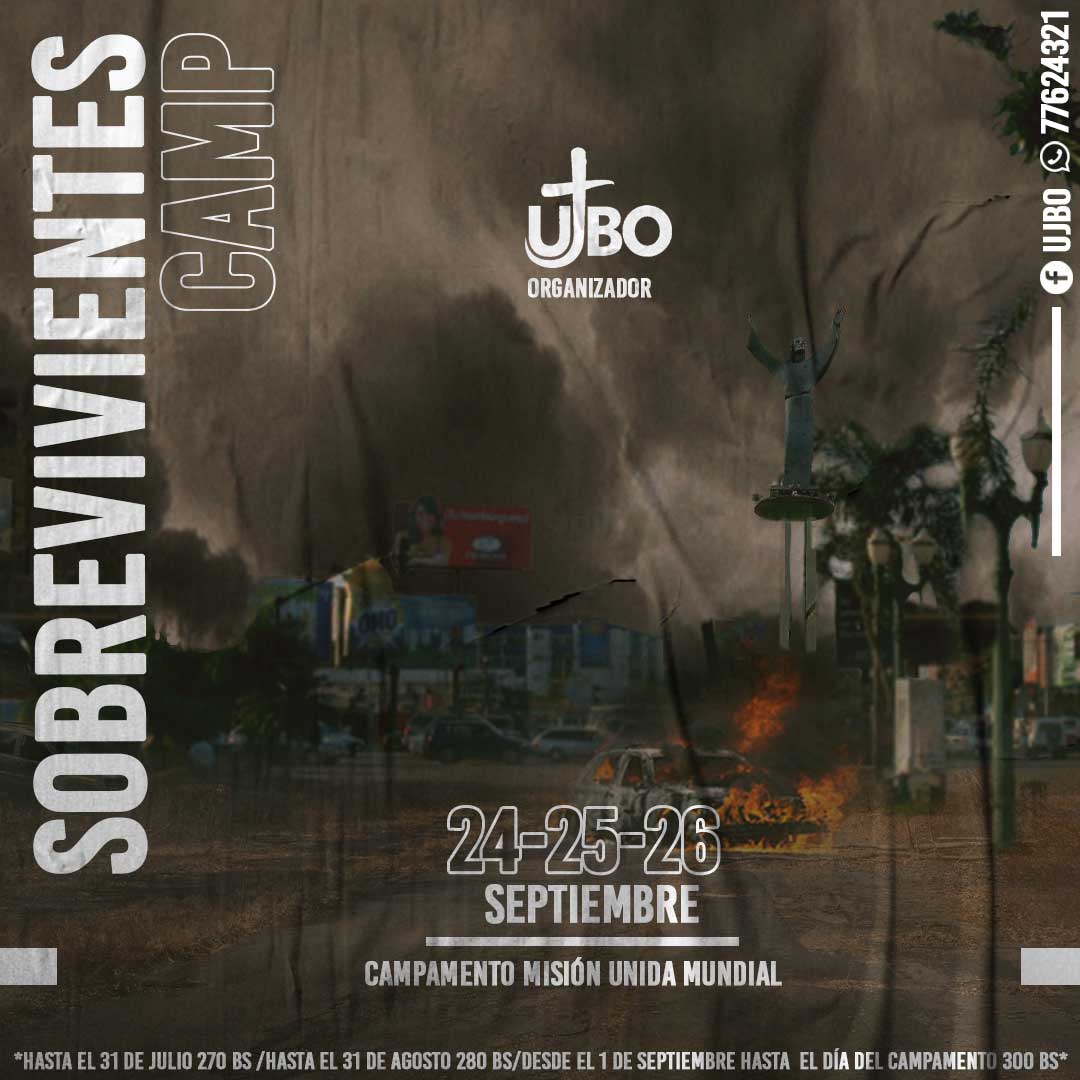 SOBREVIVIENTES
CAMP
UJBO
ORGANIZADOR
UJBO 77624321
24-25-26
SEPTIEMBRE
CAMPAMENTO MISIÓN UNIDA MUNDIAL
*HASTA EL 31 DE JULIO 270 BS /HASTA EL 31 DE AGOSTO 280 BS/DESDE EL 1 DE SEPTIEMBRE HASTA EL DÍA DEL CAMPAMENTO 300 BS*